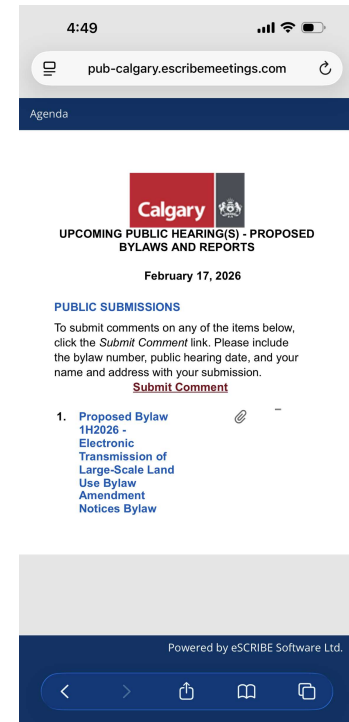 4:49
pub-calgary.escribemeetings.com
Agenda
Calgary
UPCOMING PUBLIC HEARING(S) - PROPOSED
BYLAWS AND REPORTS
February 17, 2026
PUBLIC SUBMISSIONS
To submit comments on any of the items below,
click the Submit Comment link. Please include
the bylaw number, public hearing date, and your
name and address with your submission.
Submit Comment
1. Proposed Bylaw
1H2026 -
Electronic
Transmission of
Large-Scale Land
Use Bylaw
Amendment
Notices Bylaw
Powered by eSCRIBE Software Ltd.